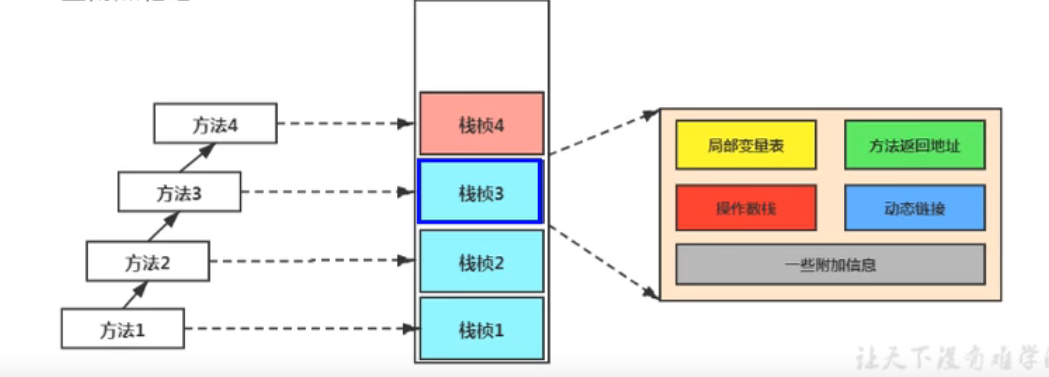 方法4
栈桢4
局部变量表
方法返回地址
方法3
栈桢3
操作数栈
动态链接
方法2
栈桢2
一些附加信息
方法1
栈桢1
让天下没有难学